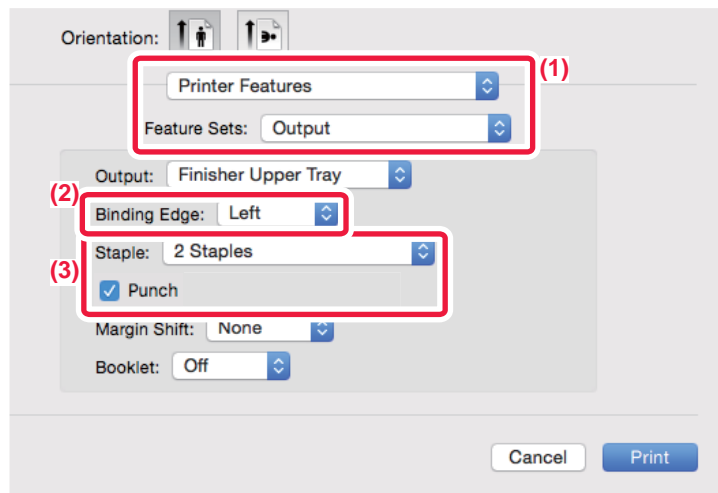 Orientation:
(1)
Printer Features
Feature Sets: Output
Output: Finisher Upper Tray
(2)
Binding Edge: Left
(3)
Staple: 2 Staples
Punch
Margin Shift: None
Booklet: Off
Cancel Print